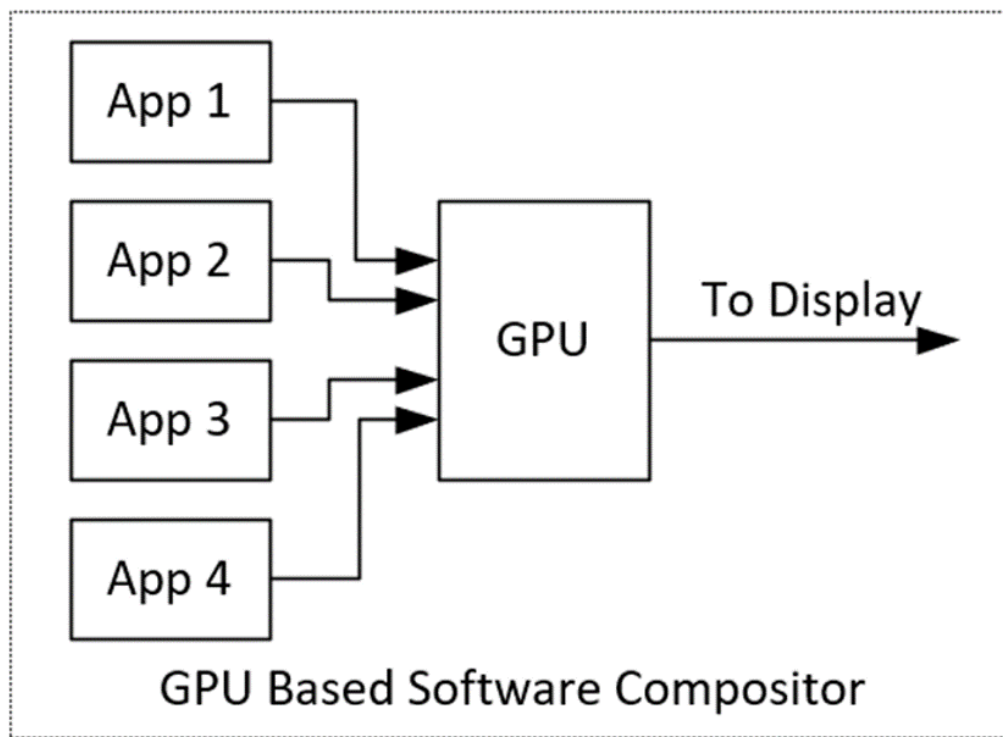 App 1
App 2
App 3
App 4
GPU
To Display
GPU Based Software Compositor